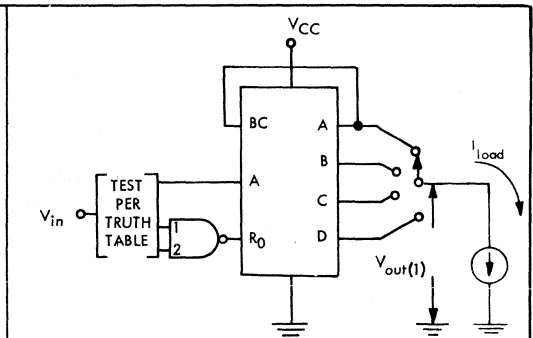 VCC
BC
A
B
C
D
A
R0
Vin
TEST
PER
TRUTH
TABLE
1
2
Iload
Vout(1)